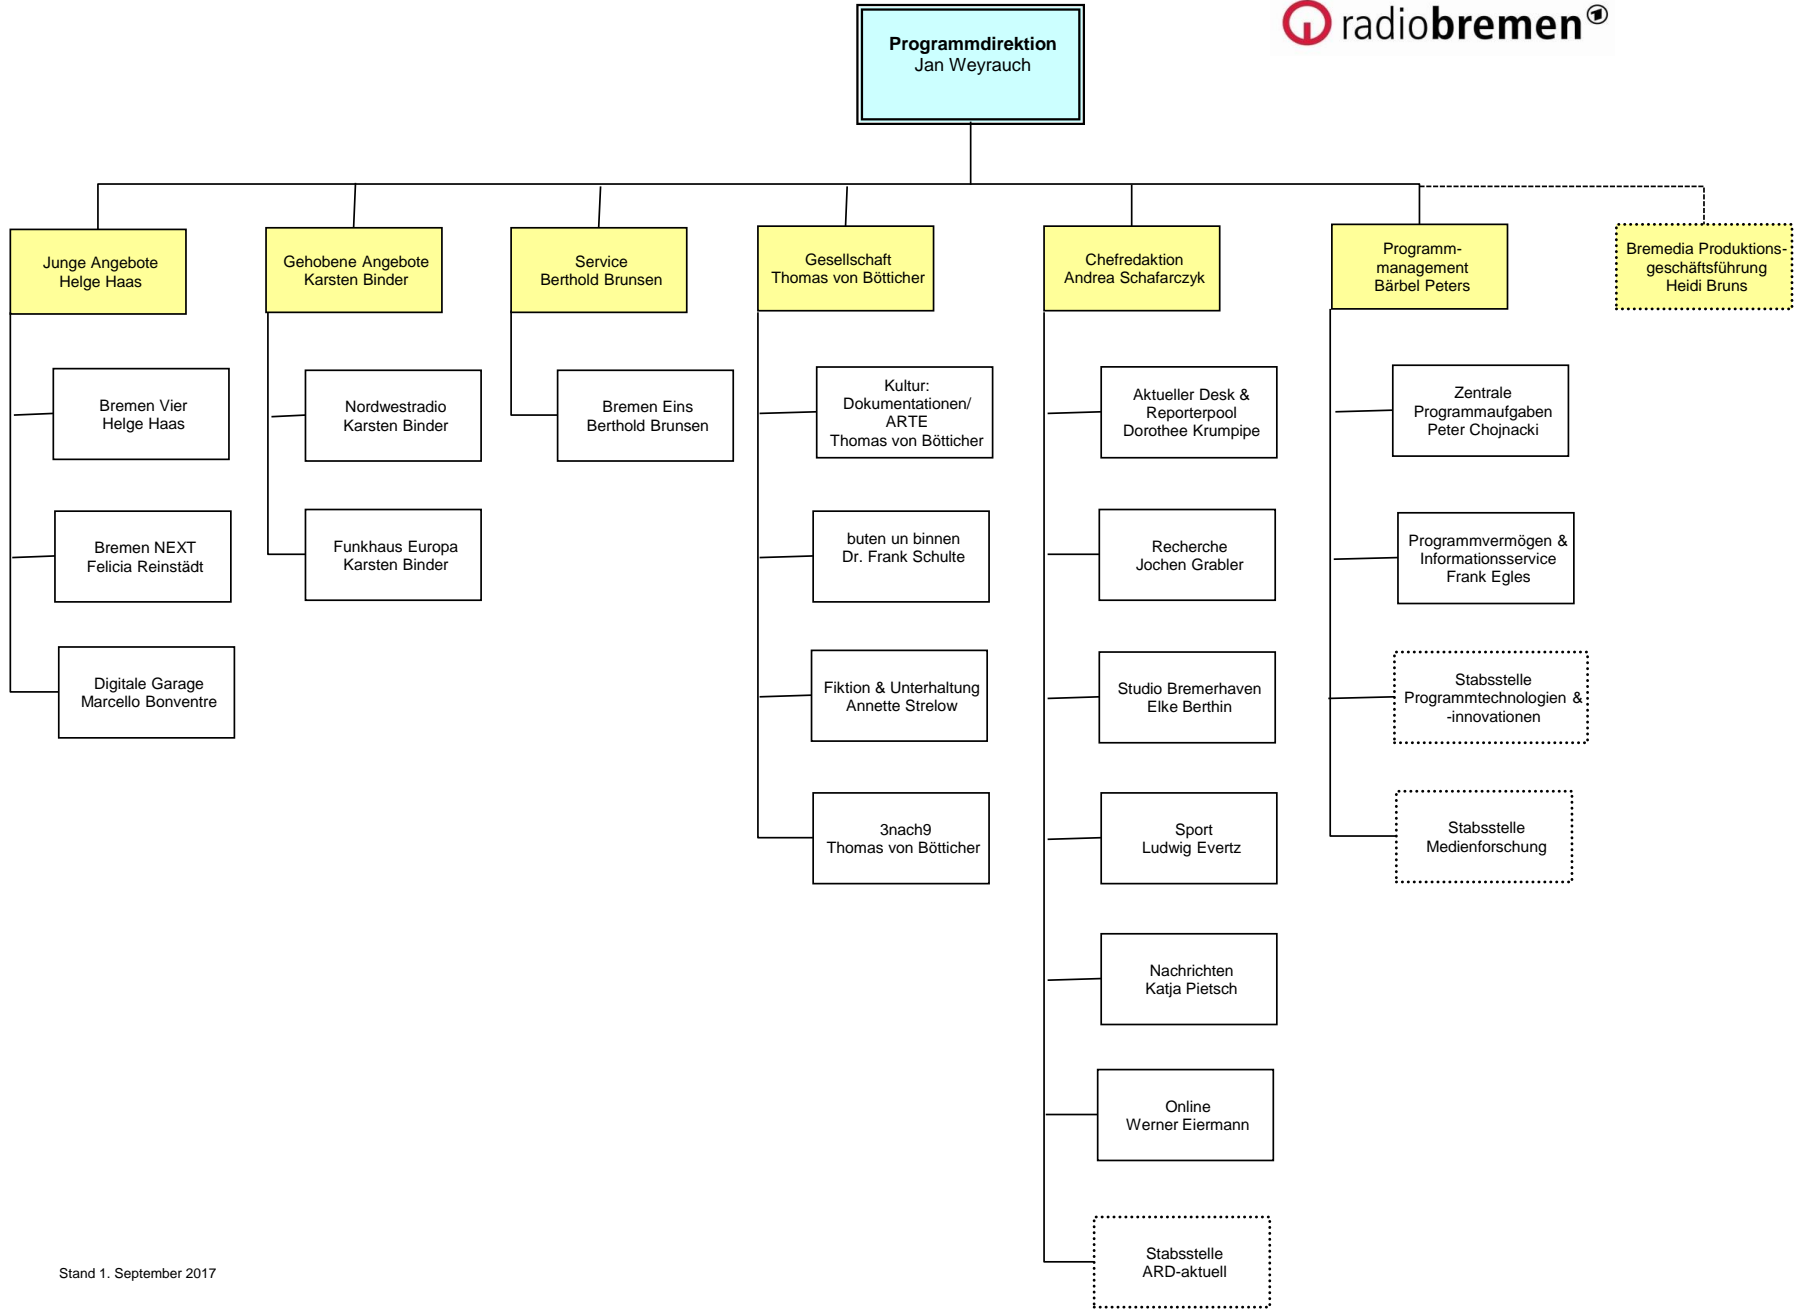 Programmdirektion
Jan Weyrauch
radiobremen
Junge Angebote
Helge Haas
Gehobene Angebote
Karsten Binder
Service
Berthold Brunsen
Gesellschaft
Thomas von Bötticher
Chefredaktion
Andrea Schafarczyk
Programm-
management
Bärbel Peters
Bremedia Produktions-
geschäftsführung
Heidi Bruns
Bremen Vier
Helge Haas
Bremen NEXT
Felicia Reinstädt
Digitale Garage
Marcello Bonventre
Nordwestradio
Karsten Binder
Funkhaus Europa
Karsten Binder
Bremen Eins
Berthold Brunsen
Kultur:
Dokumentationen/
ARTE
Thomas von Bötticher
buten un binnen
Dr. Frank Schulte
Fiktion & Unterhaltung
Annette Strelow
3nach9
Thomas von Bötticher
Aktueller Desk &
Reporterpool
Dorothee Krumpipe
Recherche
Jochen Grabler
Studio Bremerhaven
Elke Berthin
Sport
Ludwig Evertz
Nachrichten
Katja Pietsch
Online
Werner Eiermann
Stabsstelle
ARD-aktuell
Zentrale
Programmaufgaben
Peter Chojnacki
Programmvermögen &
Informationsservice
Frank Egles
Stabsstelle
Programmtechnologien &
-innovationen
Stabsstelle
Medienforschung
Stand 1. September 2017